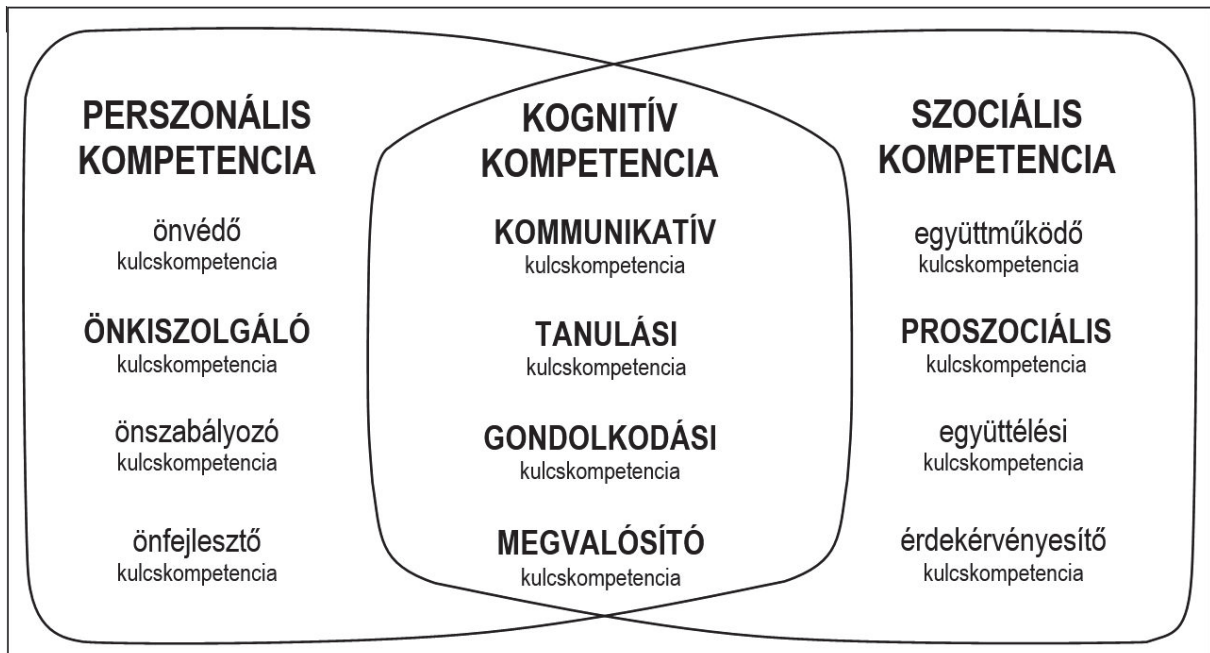 PERSZONÁLIS
KOMPETENCIA
önvédő
kulcskompetencia
ÖNKISZOLGÁLÓ
kulcskompetencia
önszabályozó
kulcskompetencia
önfejlesztő
kulcskompetencia
KOGNITÍV
KOMPETENCIA
KOMMUNIKATÍV
kulcskompetencia
TANULÁSI
kulcskompetencia
GONDOLKODÁSI
kulcskompetencia
MEGVALÓSÍTÓ
kulcskompetencia
SZOCIÁLIS
KOMPETENCIA
együttműködő
kulcskompetencia
PROSZOCIÁLIS
kulcskompetencia
együttélési
kulcskompetencia
érdekérvényesítő
kulcskompetencia